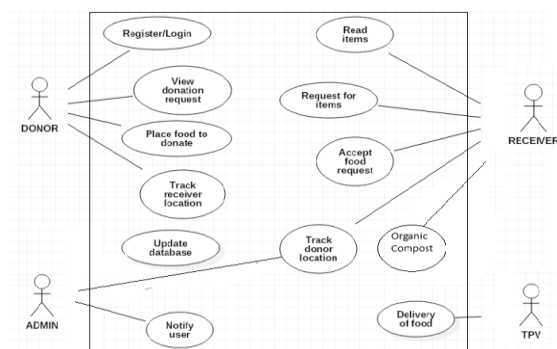 Register/Login
Read
items
View
donation
request
Request for
items
DONOR
RECEIVER
Place food to
donate
Accept
food
request
Track
receiver
location
Update
database
Track
donor
location
Organic
Compost
ADMIN
Notify
user
Delivery
of food
TPV